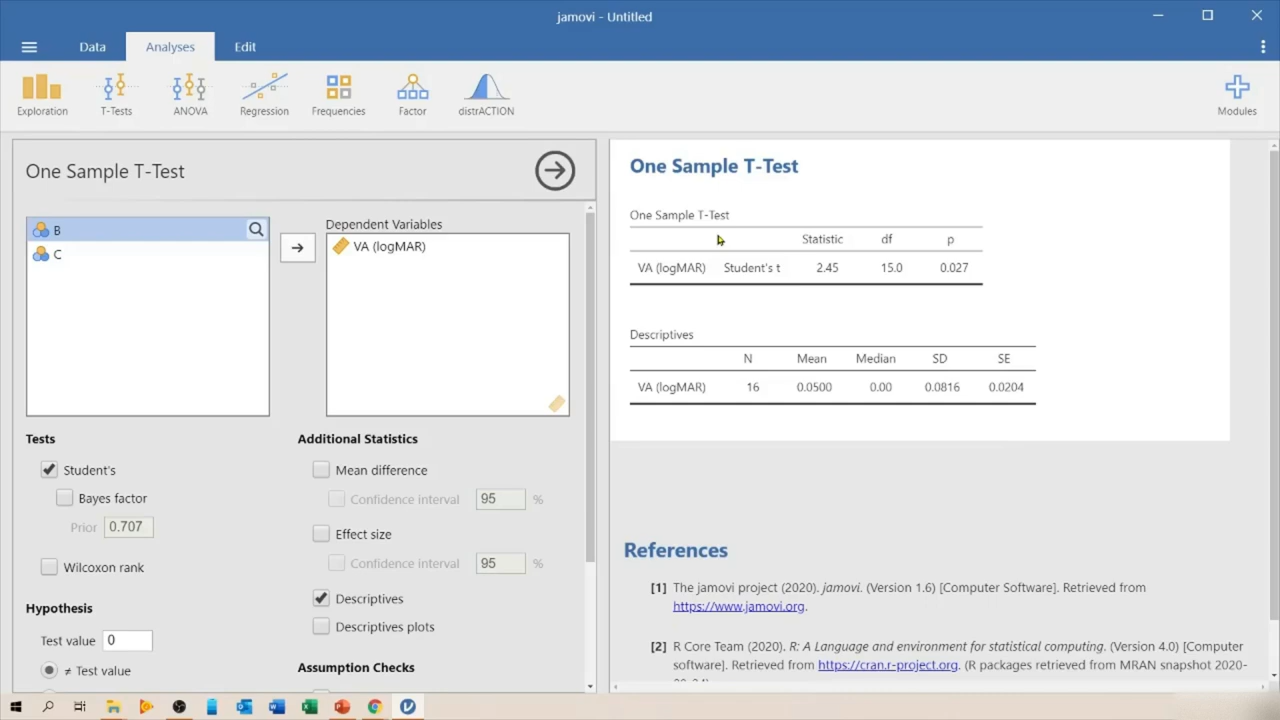 jamovi - Untitled
Data Analyses Edit
Exploration T-Tests ANOVA Regression Frequencies Factor distrACTION Modules
One Sample T-Test
B
C
Dependent Variables
VA (logMAR)
Tests
Student's
Bayes factor
Prior 0.707
Wilcoxon rank
Hypothesis
Test value 0
≠ Test value
Additional Statistics
Mean difference
Confidence interval 95 %
Effect size
Confidence interval 95 %
Descriptives
Descriptives plots
Assumption Checks
One Sample T-Test
One Sample T-Test
Statistic df p
VA (logMAR) Student's t 2.45 15.0 0.027
Descriptives
N Mean Median SD SE
VA (logMAR) 16 0.0500 0.00 0.0816 0.0204
References
[1] The jamovi project (2020). jamovi. (Version 1.6) [Computer Software]. Retrieved from
https://www.jamovi.org.
[2] R Core Team (2020). R: A Language and environment for statistical computing. (Version 4.0) [Computer
software]. Retrieved from https://cran.r-project.org. (R packages retrieved from MRAN snapshot 2020-